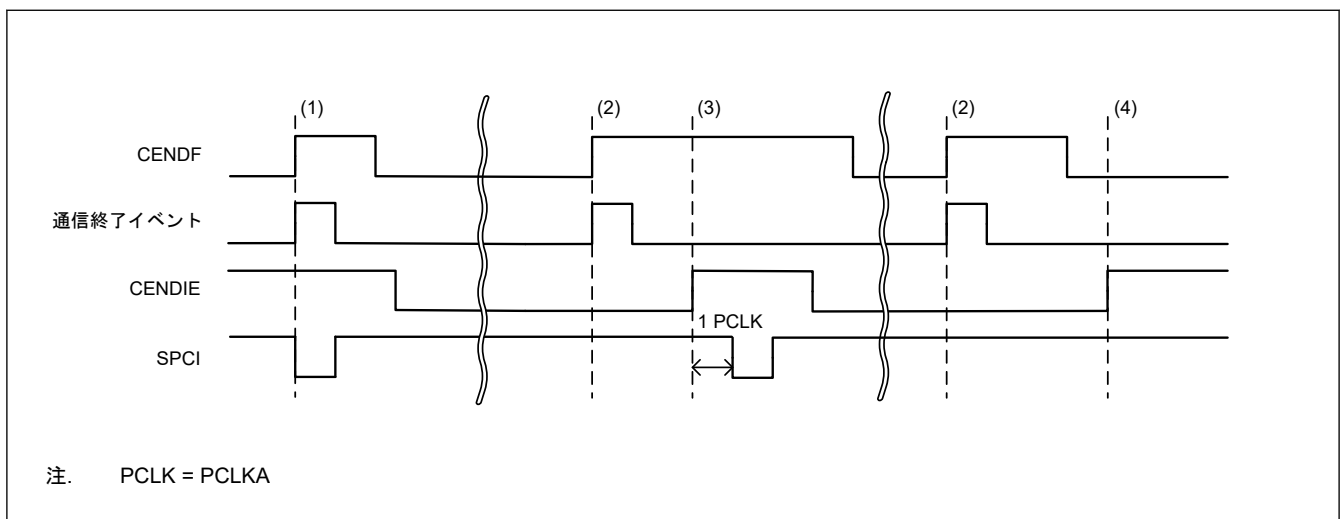 (1) (2) (3) (2) (4)
CENDF
通信終了イベント
CENDIE
1 PCLK
SPCI
注. PCLK = PCLKA